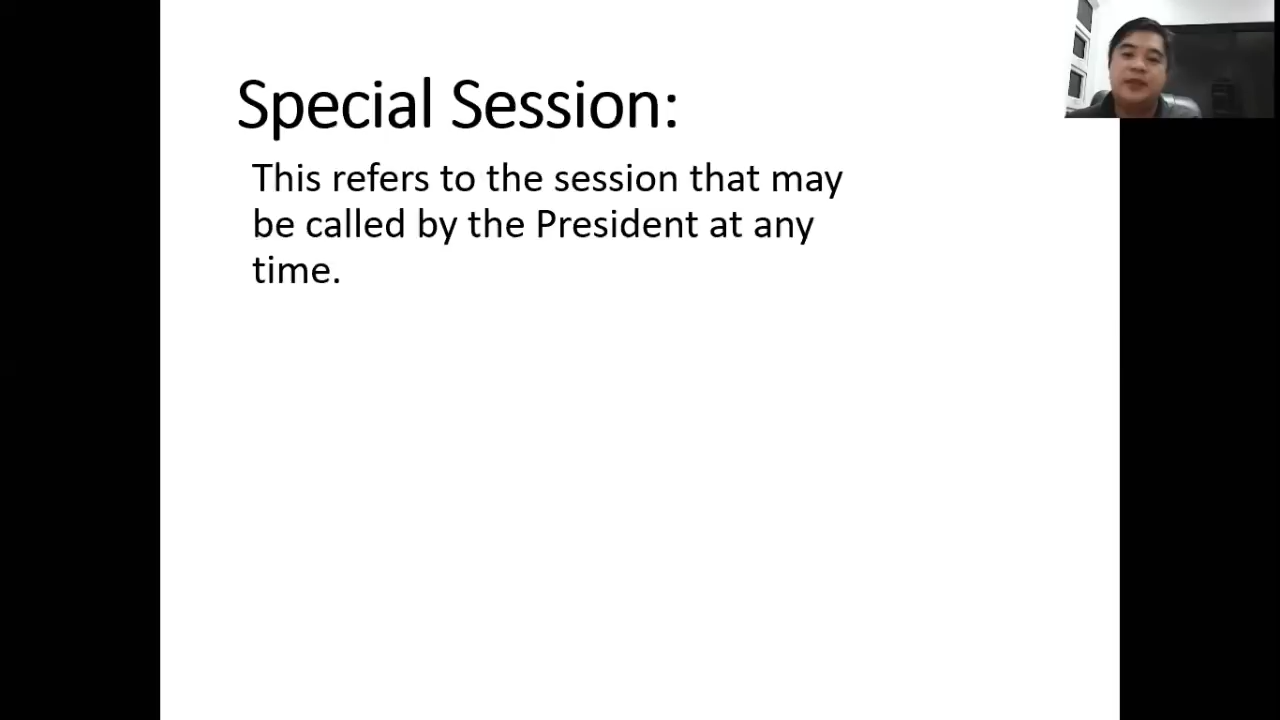 Special Session:
This refers to the session that may
be called by the President at any
time.